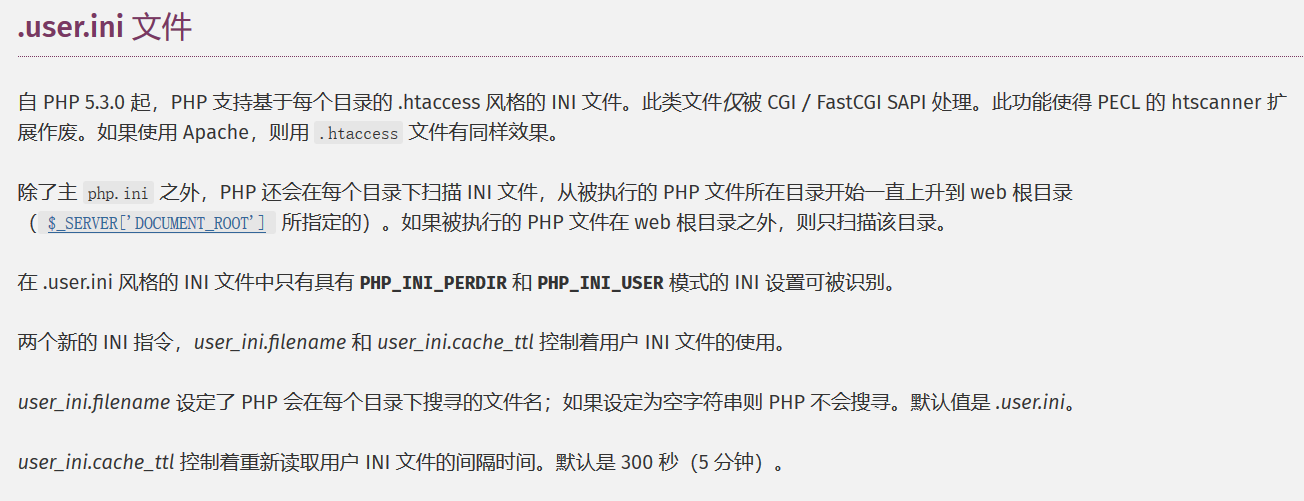 .user.ini 文件
自 PHP 5.3.0 起，PHP 支持基于每个目录的 .htaccess 风格的 INI 文件。此类文件仅被 CGI / FastCGI SAPI 处理。此功能使得 PECL 的 htscanner 扩
展作废。如果使用 Apache，则用 .htaccess 文件有同样效果。
除了主 php.ini 之外，PHP 还会在每个目录下扫描 INI 文件，从被执行的 PHP 文件所在目录开始一直上升到 web 根目录
（$_SERVER['DOCUMENT_ROOT'] 所指定的）。如果被执行的 PHP 文件在 web 根目录之外，则只扫描该目录。
在 .user.ini 风格的 INI 文件中只有具有 PHP_INI_PERDIR 和 PHP_INI_USER 模式的 INI 设置可被识别。
两个新的 INI 指令，user_ini.filename 和 user_ini.cache_ttl 控制着用户 INI 文件的使用。
user_ini.filename 设定了 PHP 会在每个目录下搜寻的文件名；如果设定为空字符串则 PHP 不会搜寻。默认值是 .user.ini。
user_ini.cache_ttl 控制着重新读取用户 INI 文件的间隔时间。默认是 300 秒（5 分钟）。